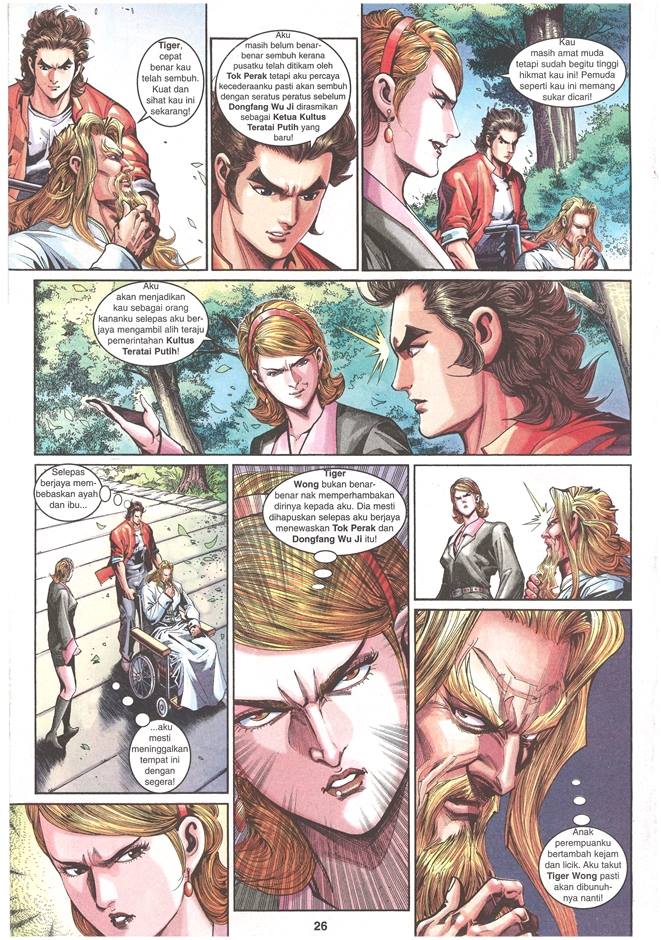 Tiger,
cepat
benar kau
telah sembuh.
Kuat dan
sihat kau ini
sekarang!
Aku
masih belum benar-
benar sembuh kerana
pusatku telah ditikam oleh
Tok Perak tetapi aku percaya
kecederaanku pasti akan sembuh
dengan seratus peratus sebelum
Dongfang Wu Ji dirasmikan
sebagai Ketua Kultus
Teratai Putih yang
baru!
Kau
masih amat muda
tetapi sudah begitu tinggi
hikmat kau ini! Pemuda
seperti kau ini memang
sukar dicari!
Aku
akan menjadikan
kau sebagai orang
kananku selepas aku ber-
jaya mengambil alih teraju
pemerintahan Kultus
Teratai Putih!
Selepas
berjaya mem-
bebaskan ayah
dan ibu...
...aku
mesti
meninggalkan
tempat ini
dengan
segera!
Tiger
Wong bukan benar-
benar nak memperhambakan
dirinya kepada aku. Dia mesti
dihapuskan selepas aku berjaya
menewaskan Tok Perak dan
Dongfang Wu Ji itu!
Anak
perempuanku
bertambah kejam
dan licik. Aku takut
Tiger Wong pasti
akan dibunuh-
nya nanti!
26